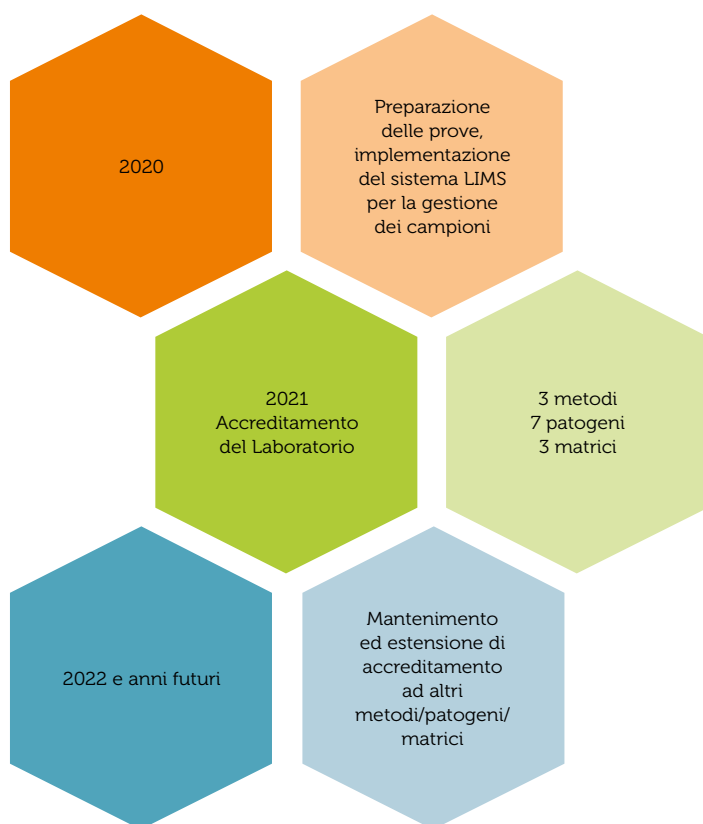 2020
Preparazione
delle prove,
implementazione
del sistema LIMS
per la gestione
dei campioni
2021
Accreditamento
del Laboratorio
3 metodi
7 patogeni
3 matrici
2022 e anni futuri
Mantenimento
ed estensione di
accreditamento
ad altri
metodi/patogeni/
matrici